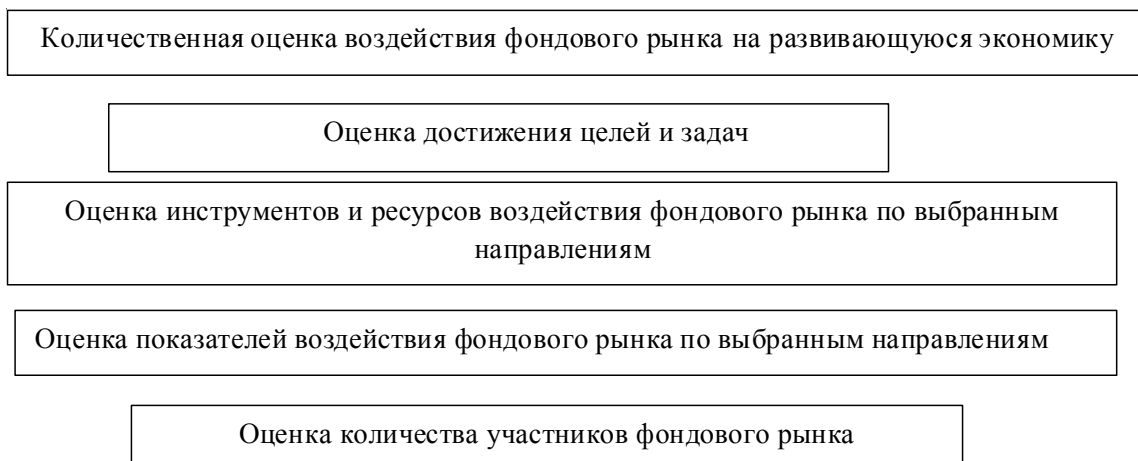 Количественная оценка воздействия фондового рынка на развивающуюся экономику
Оценка достижения целей и задач
Оценка инструментов и ресурсов воздействия фондового рынка по выбранным
направлениям
Оценка показателей воздействия фондового рынка по выбранным направлениям
Оценка количества участников фондового рынка